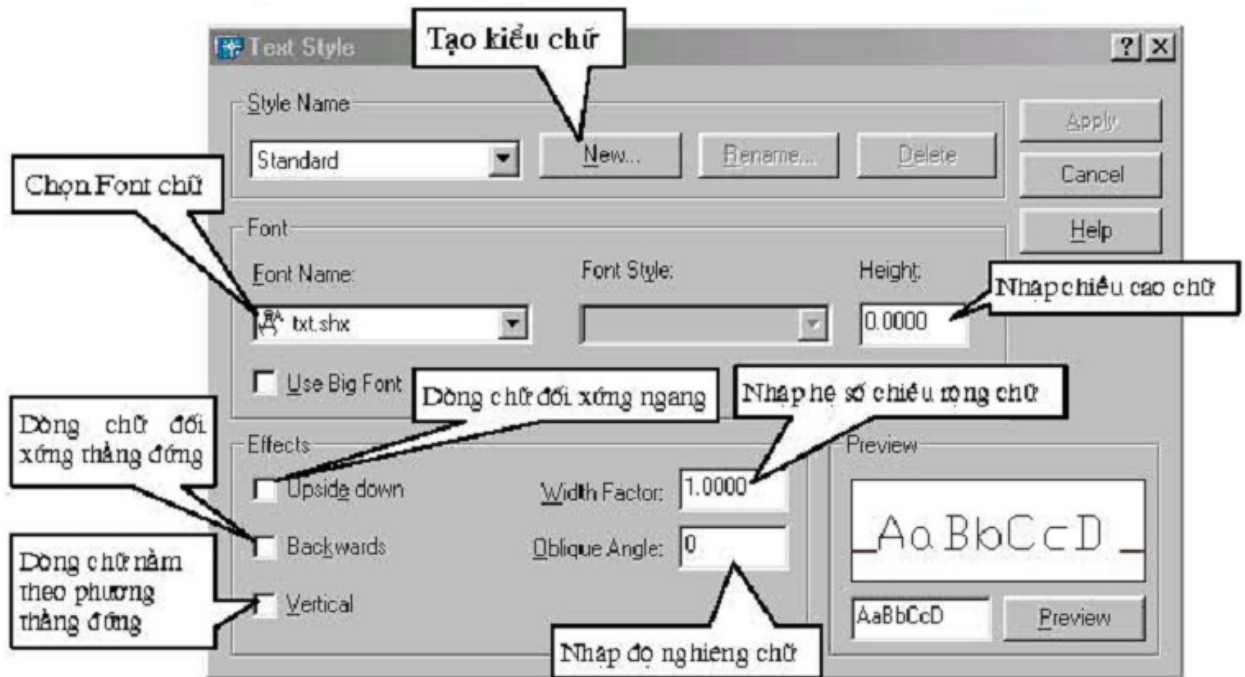 Tạo kiểu chữ
Text Style
Style Name
Standard
New...
Rename...
Delete
Apply
Cancel
Help
Chọn Font chữ
Font
Font Name:
Font Style:
Height:
txt.shx
0.0000
Nhập chiều cao chữ
Use Big Font
Dòng chữ đối xứng ngang
Nhập hệ số chiều rộng chữ
Dòng chữ đối
xứng thẳng đứng
Effects
Upside down
Width Factor:
1.0000
Backwards
Oblique Angle:
0
Dòng chữ nằm
theo phương
thẳng đứng
Vertical
Nhập độ nghiêng chữ
Preview
AaBbCcD
AaBbCcD
Preview